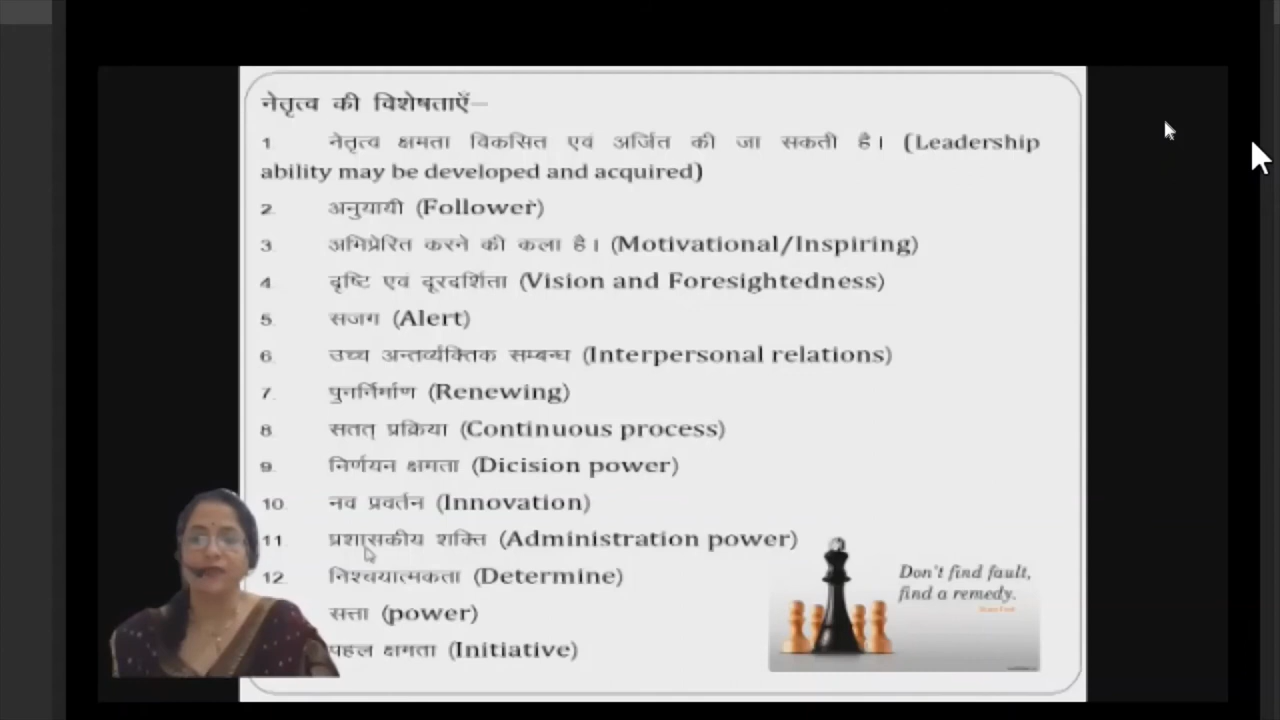 नेतृत्व की विशेषताएँ–
1. नेतृत्व क्षमता विकसित एवं अर्जित की जा सकती है। (Leadership
ability may be developed and acquired)
2. अनुयायी (Follower)
3. अभिप्रेरित करने की कला है। (Motivational/Inspiring)
4. दृष्टि एवं दूरदर्शिता (Vision and Foresightedness)
5. सजग (Alert)
6. उच्च अन्तर्व्यक्तिक सम्बन्ध (Interpersonal relations)
7. पुनर्निर्माण (Renewing)
8. सतत् प्रक्रिया (Continuous process)
9. निर्णयन क्षमता (Dicision power)
10. नव प्रवर्तन (Innovation)
11. प्रशासकीय शक्ति (Administration power)
12. निश्चयात्मकता (Determine)
सत्ता (power)
पहल क्षमता (Initiative)
Don't find fault,
find a remedy.